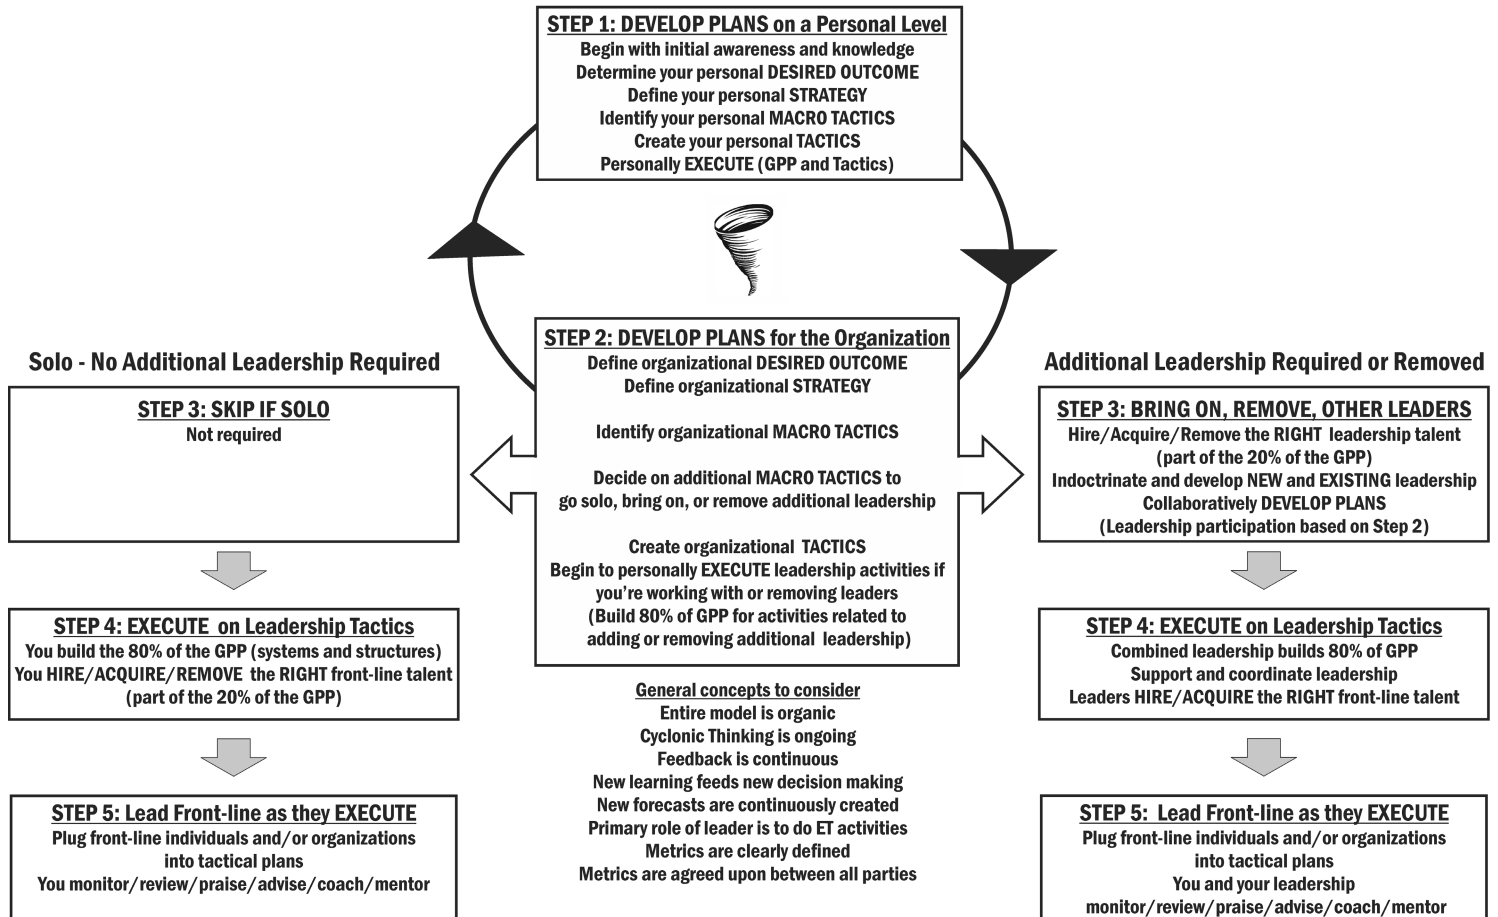 STEP 1: DEVELOP PLANS on a Personal Level
Begin with initial awareness and knowledge
Determine your personal DESIRED OUTCOME
Define your personal STRATEGY
Identify your personal MACRO TACTICS
Create your personal TACTICS
Personally EXECUTE (GPP and Tactics)
STEP 2: DEVELOP PLANS for the Organization
Define organizational DESIRED OUTCOME
Define organizational STRATEGY
Identify organizational MACRO TACTICS
Decide on additional MACRO TACTICS to
go solo, bring on, or remove additional leadership
Create organizational TACTICS
Begin to personally EXECUTE leadership activities if
you're working with or removing leaders
(Build 80% of GPP for activities related to
adding or removing additional leadership)
Solo - No Additional Leadership Required
STEP 3: SKIP IF SOLO
Not required
STEP 4: EXECUTE on Leadership Tactics
You build the 80% of the GPP (systems and structures)
You HIRE/ACQUIRE/REMOVE the RIGHT front-line talent
(part of the 20% of the GPP)
STEP 5: Lead Front-line as they EXECUTE
Plug front-line individuals and/or organizations
into tactical plans
You monitor/review/praise/advise/coach/mentor
General concepts to consider
Entire model is organic
Cyclonic Thinking is ongoing
Feedback is continuous
New learning feeds new decision making
New forecasts are continuously created
Primary role of leader is to do ET activities
Metrics are clearly defined
Metrics are agreed upon between all parties
Additional Leadership Required or Removed
STEP 3: BRING ON, REMOVE, OTHER LEADERS
Hire/Acquire/Remove the RIGHT leadership talent
(part of the 20% of the GPP)
Indoctrinate and develop NEW and EXISTING leadership
Collaboratively DEVELOP PLANS
(Leadership participation based on Step 2)
STEP 4: EXECUTE on Leadership Tactics
Combined leadership builds 80% of GPP
Support and coordinate leadership
Leaders HIRE/ACQUIRE the RIGHT front-line talent
STEP 5: Lead Front-line as they EXECUTE
Plug front-line individuals and/or organizations
into tactical plans
You and your leadership
monitor/review/praise/advise/coach/mentor